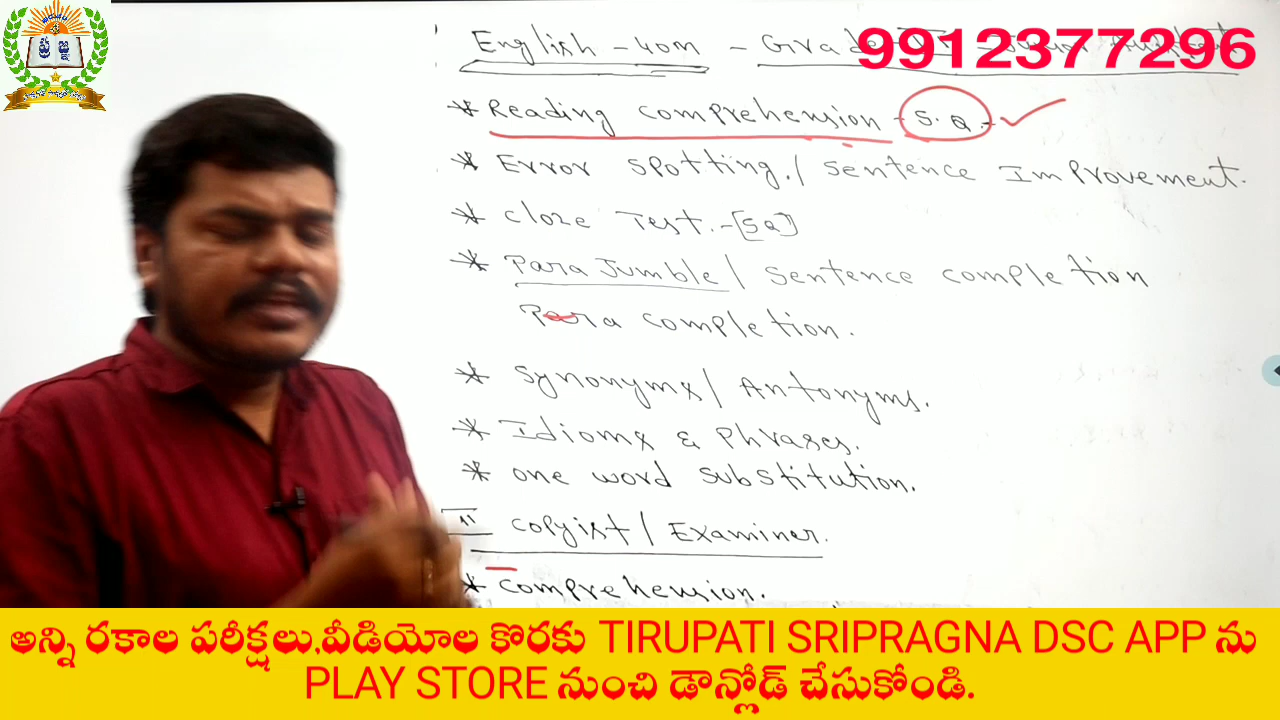 9912377296
English - 40m - Grade
* Reading comprehension - S.Q.-
* Error spotting./ sentence Improvement.
* cloze Test.-[5Q]
* Para Jumble/ sentence completion
Para completion.
* synonyms/ Antonyms.
* Idioms & Phrases.
* one word substitution.
copyist/ Examiner.
* comprehension.
అన్ని రకాల పరీక్షలు,వీడియోల కొరకు TIRUPATI SRIPRAGNA DSC APP ను
PLAY STORE నుంచి డౌన్లోడ్ చేసుకోండి.